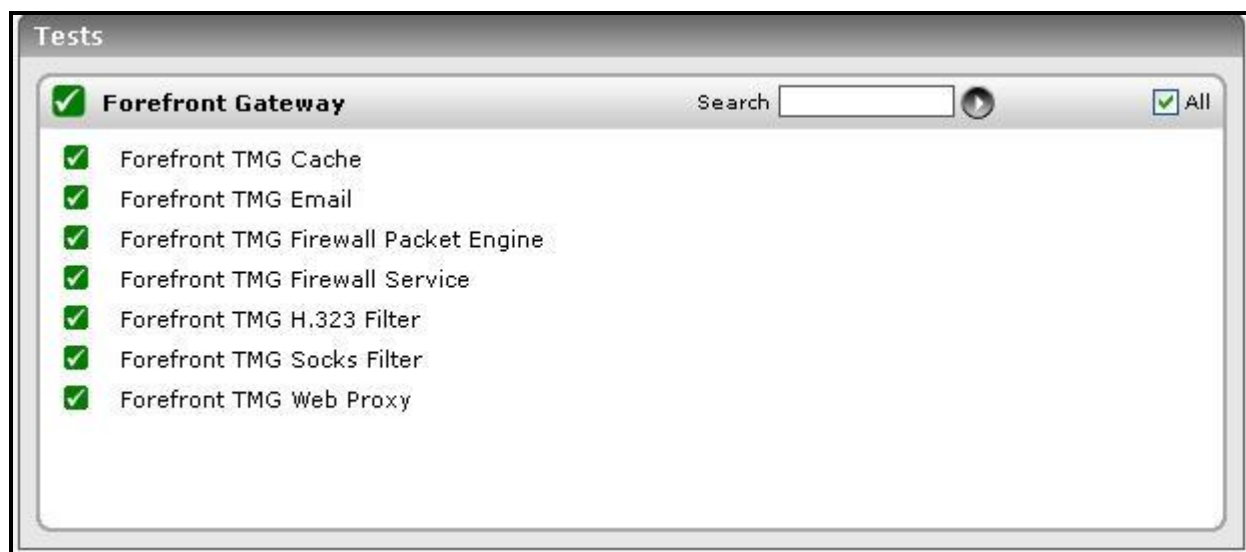 Tests
Forefront Gateway Search All
Forefront TMG Cache
Forefront TMG Email
Forefront TMG Firewall Packet Engine
Forefront TMG Firewall Service
Forefront TMG H.323 Filter
Forefront TMG Socks Filter
Forefront TMG Web Proxy